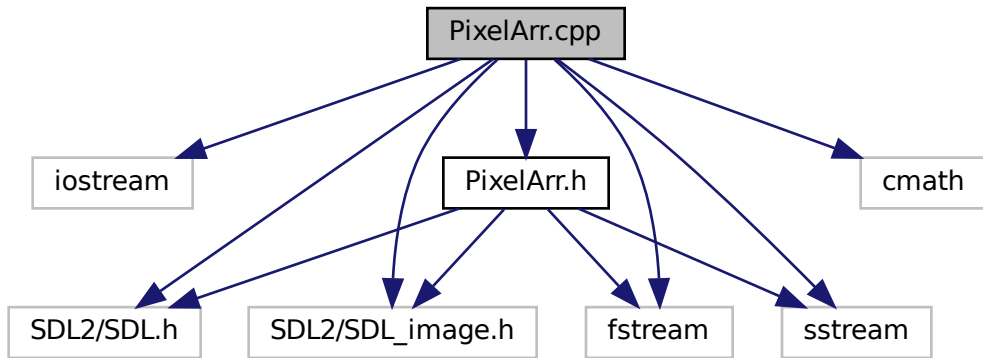 PixelArr.cpp
iostream
PixelArr.h
cmath
SDL2/SDL.h
SDL2/SDL_image.h
fstream
sstream